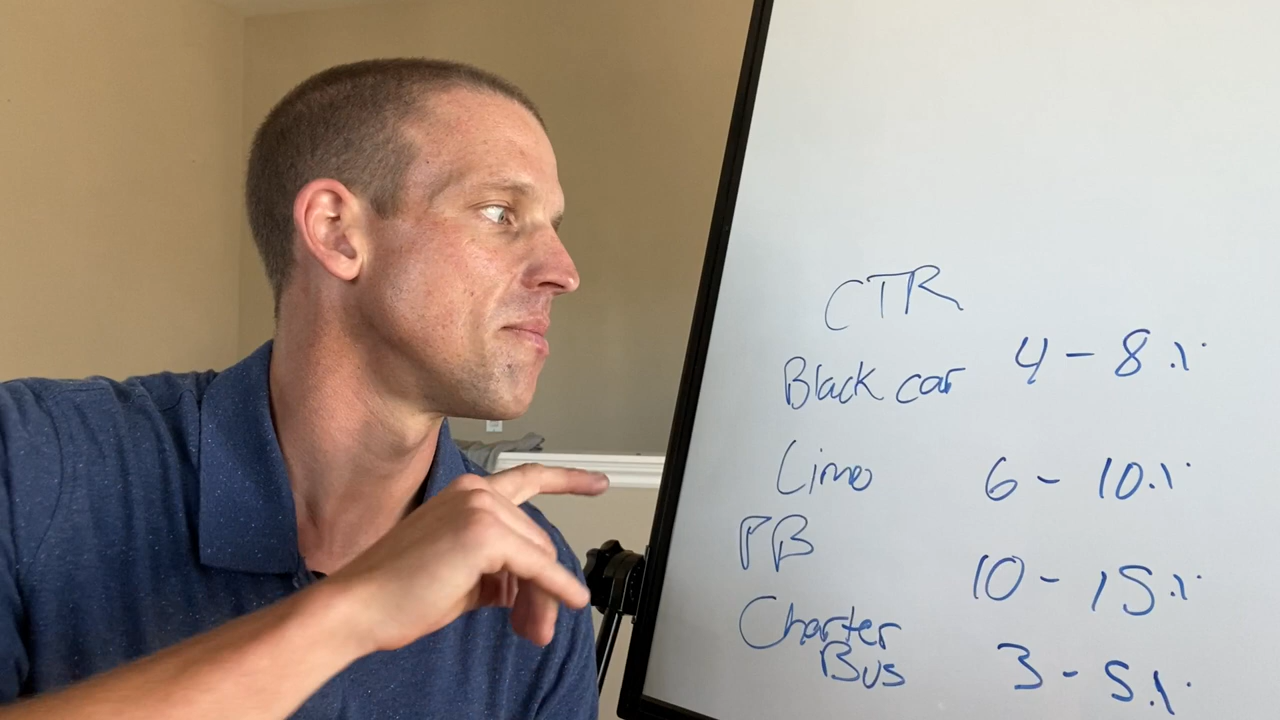 CTR
Black car 4 - 8%
Limo 6 - 10%
PB 10 - 15%
Charter
Bus 3 - 5%